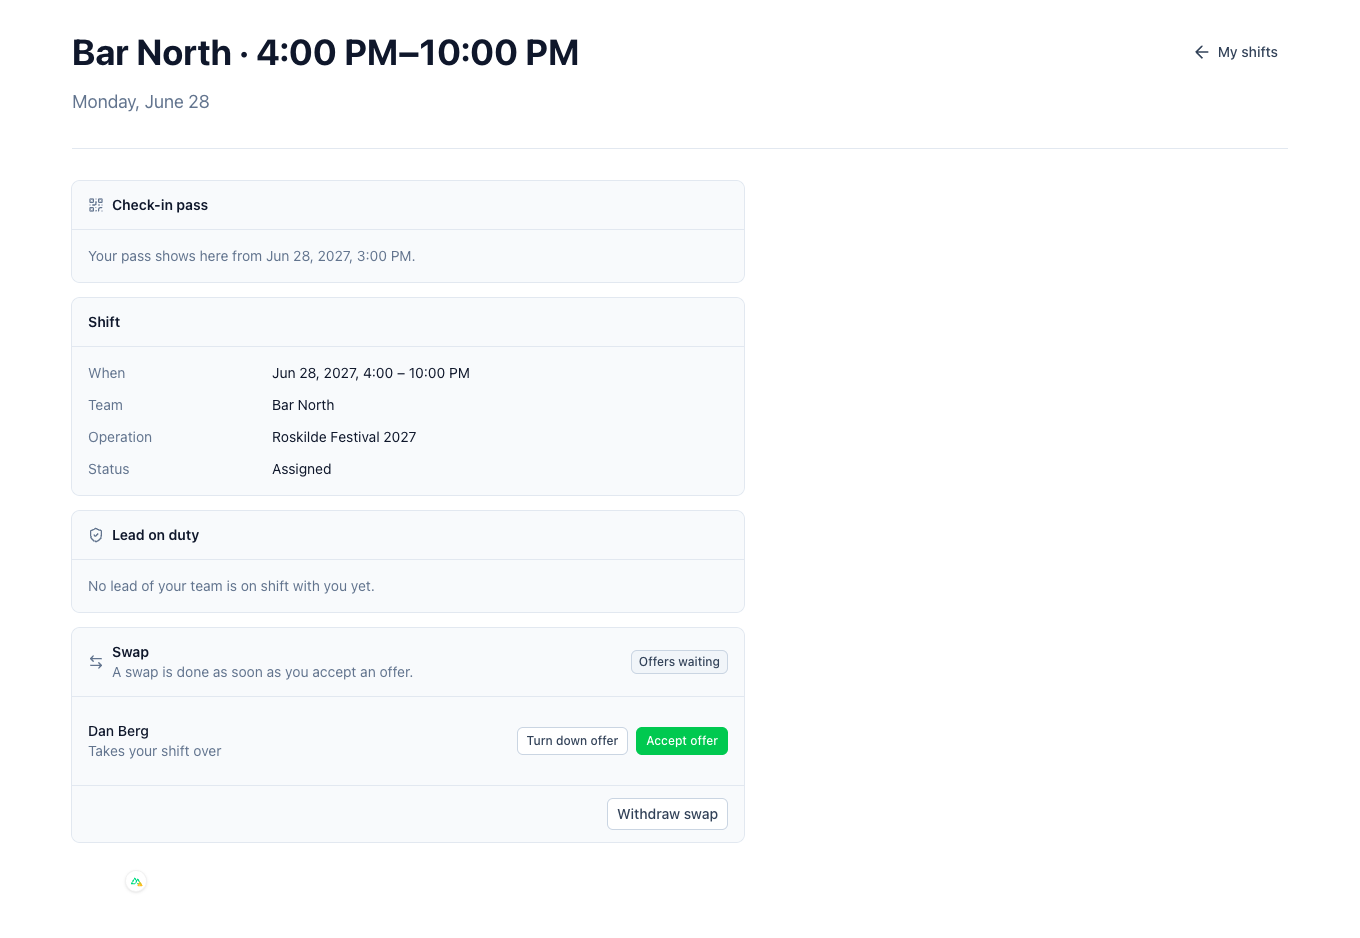 Bar North · 4:00 PM–10:00 PM
My shifts
Monday, June 28
Check-in pass
Your pass shows here from Jun 28, 2027, 3:00 PM.
Shift
When Jun 28, 2027, 4:00 – 10:00 PM
Team Bar North
Operation Roskilde Festival 2027
Status Assigned
Lead on duty
No lead of your team is on shift with you yet.
Swap
A swap is done as soon as you accept an offer.
Offers waiting
Dan Berg
Takes your shift over
Turn down offer
Accept offer
Withdraw swap